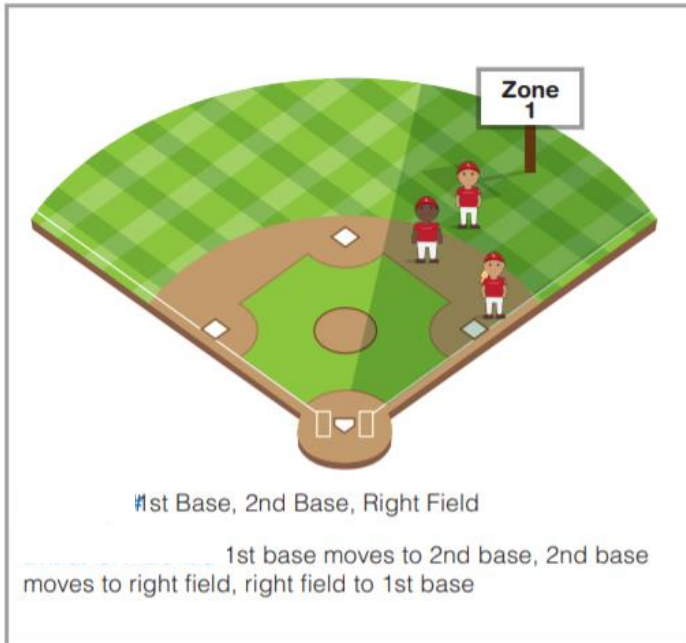 Zone
1
#1st Base, 2nd Base, Right Field
1st base moves to 2nd base, 2nd base
moves to right field, right field to 1st base